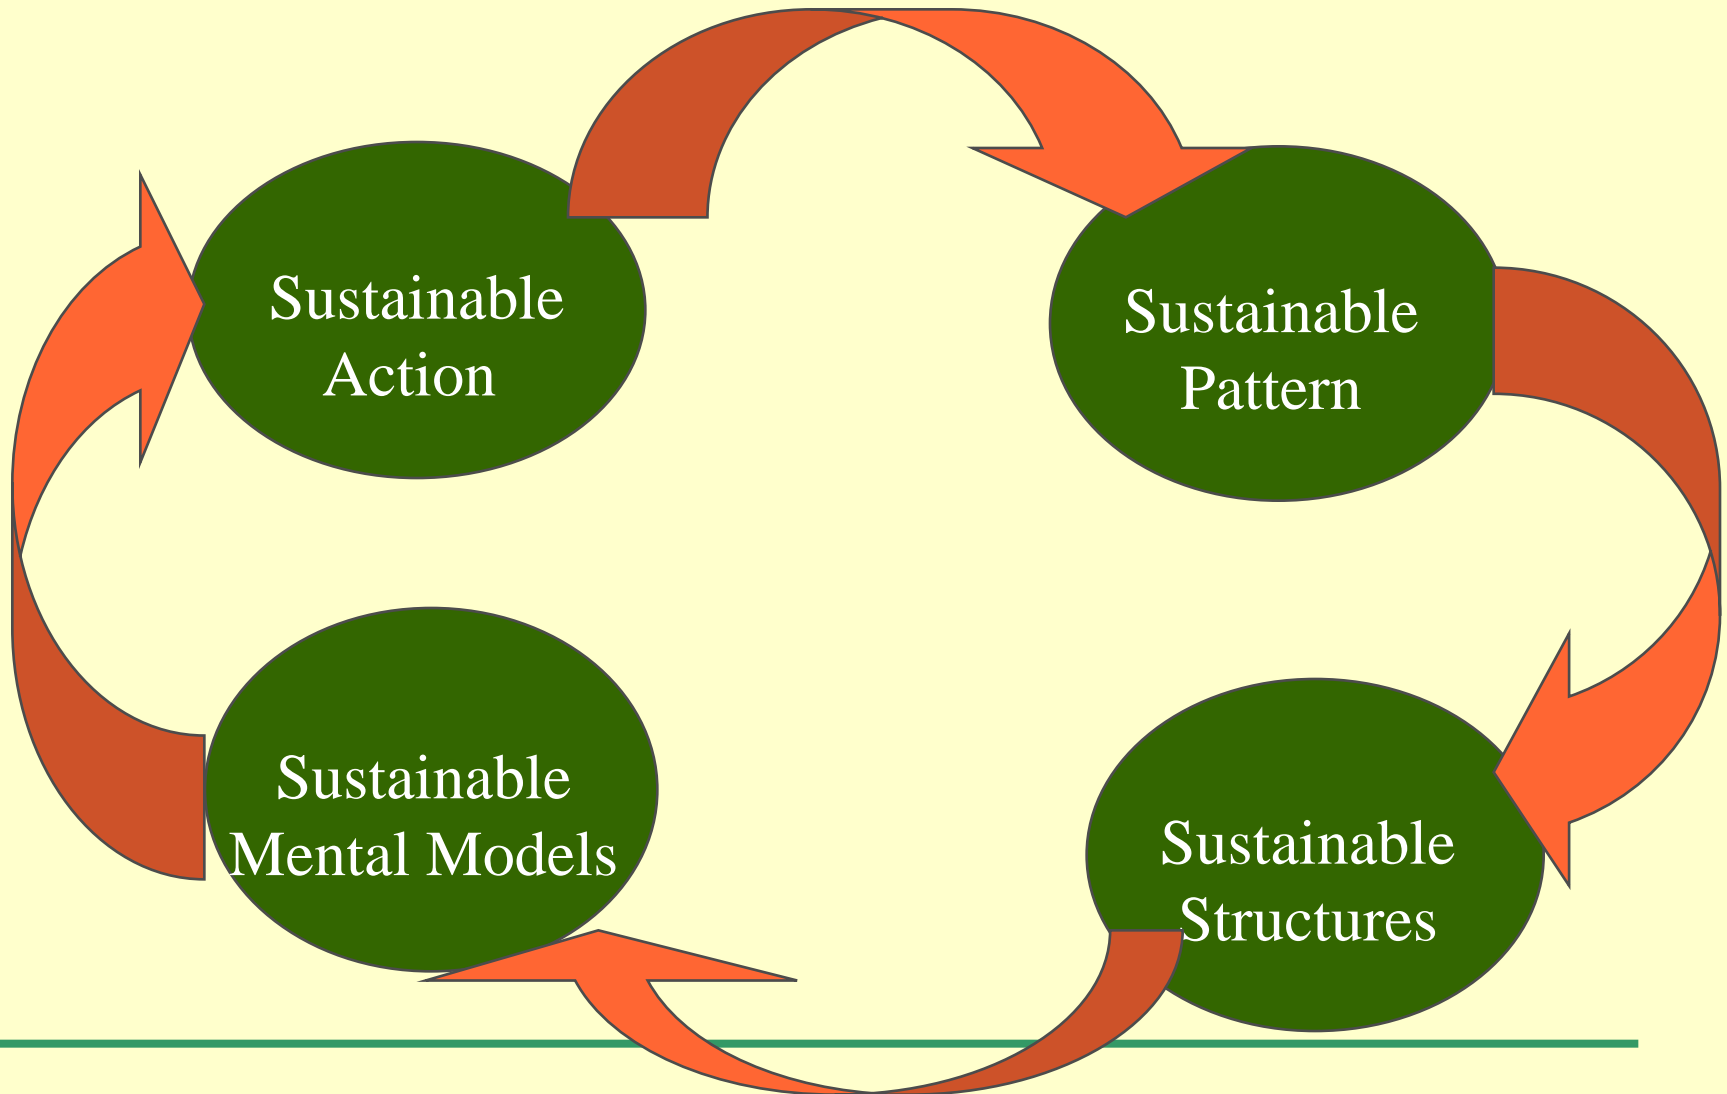 Sustainable
Action
Sustainable
Pattern
Sustainable
Mental Models
Sustainable
Structures